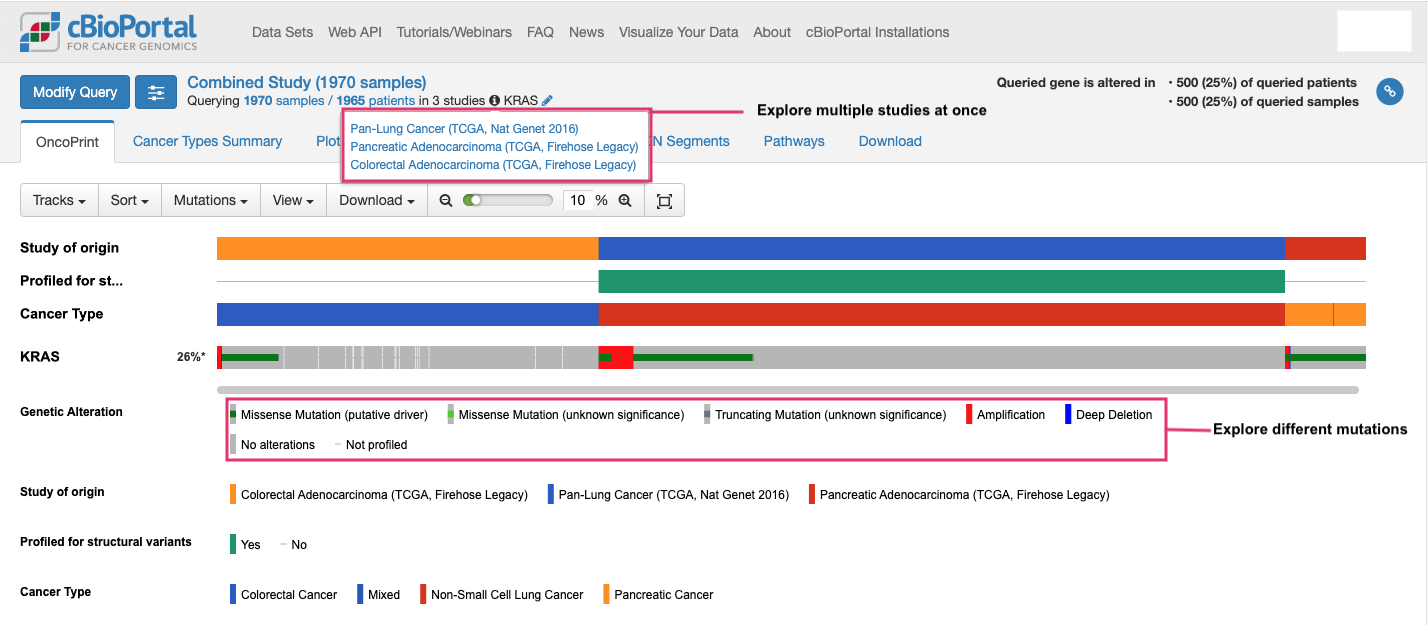 cBioPortal
FOR CANCER GENOMICS
Data Sets Web API Tutorials/Webinars FAQ News Visualize Your Data About cBioPortal Installations
Modify Query
Combined Study (1970 samples)
Querying 1970 samples / 1965 patients in 3 studies KRAS
Queried gene is altered in
• 500 (25%) of queried patients
• 500 (25%) of queried samples
Explore multiple studies at once
Pan-Lung Cancer (TCGA, Nat Genet 2016)
Pancreatic Adenocarcinoma (TCGA, Firehose Legacy)
Colorectal Adenocarcinoma (TCGA, Firehose Legacy)
OncoPrint Cancer Types Summary Plot N Segments Pathways Download
Tracks Sort Mutations View Download 10 %
Study of origin
Profiled for st...
Cancer Type
KRAS 26%*
Genetic Alteration
Missense Mutation (putative driver) Missense Mutation (unknown significance) Truncating Mutation (unknown significance) Amplification Deep Deletion
No alterations Not profiled
Explore different mutations
Study of origin
Colorectal Adenocarcinoma (TCGA, Firehose Legacy) Pan-Lung Cancer (TCGA, Nat Genet 2016) Pancreatic Adenocarcinoma (TCGA, Firehose Legacy)
Profiled for structural variants
Yes No
Cancer Type
Colorectal Cancer Mixed Non-Small Cell Lung Cancer Pancreatic Cancer